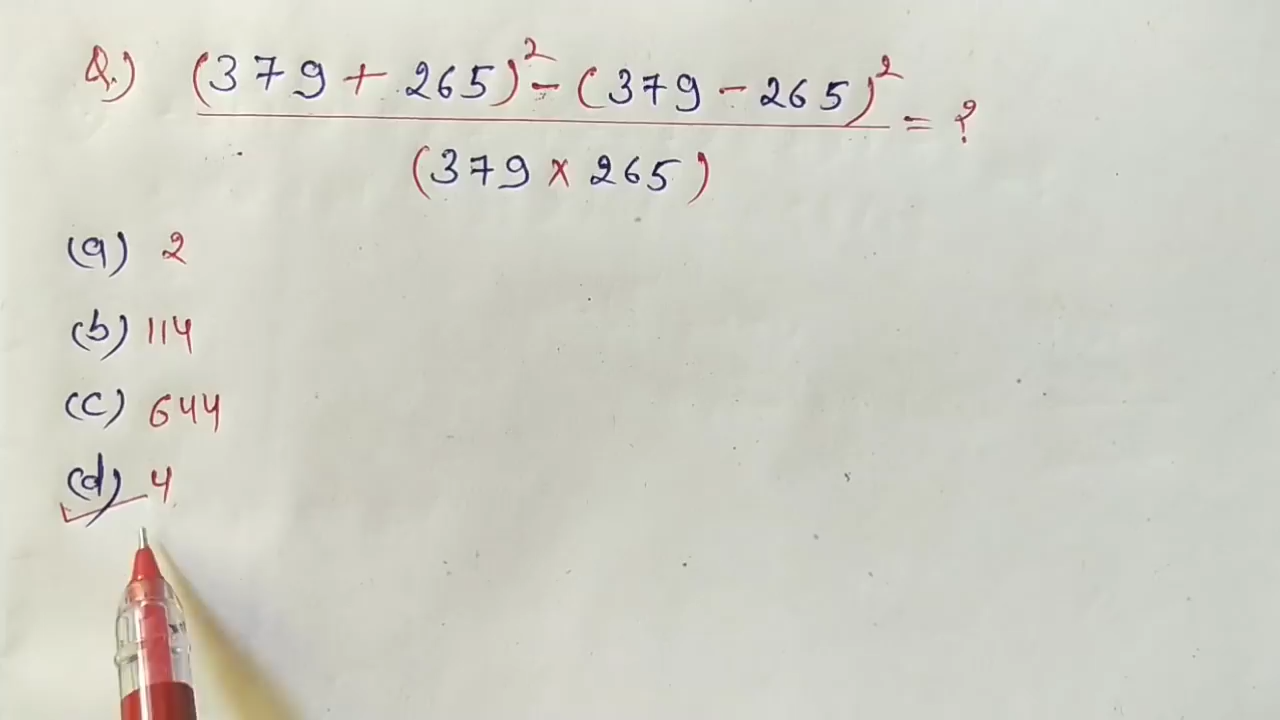 Q.) (379 + 265)² - (379 - 265)² = ?
(379 × 265)
(a) 2
(b) 114
(c) 644
(d) 4